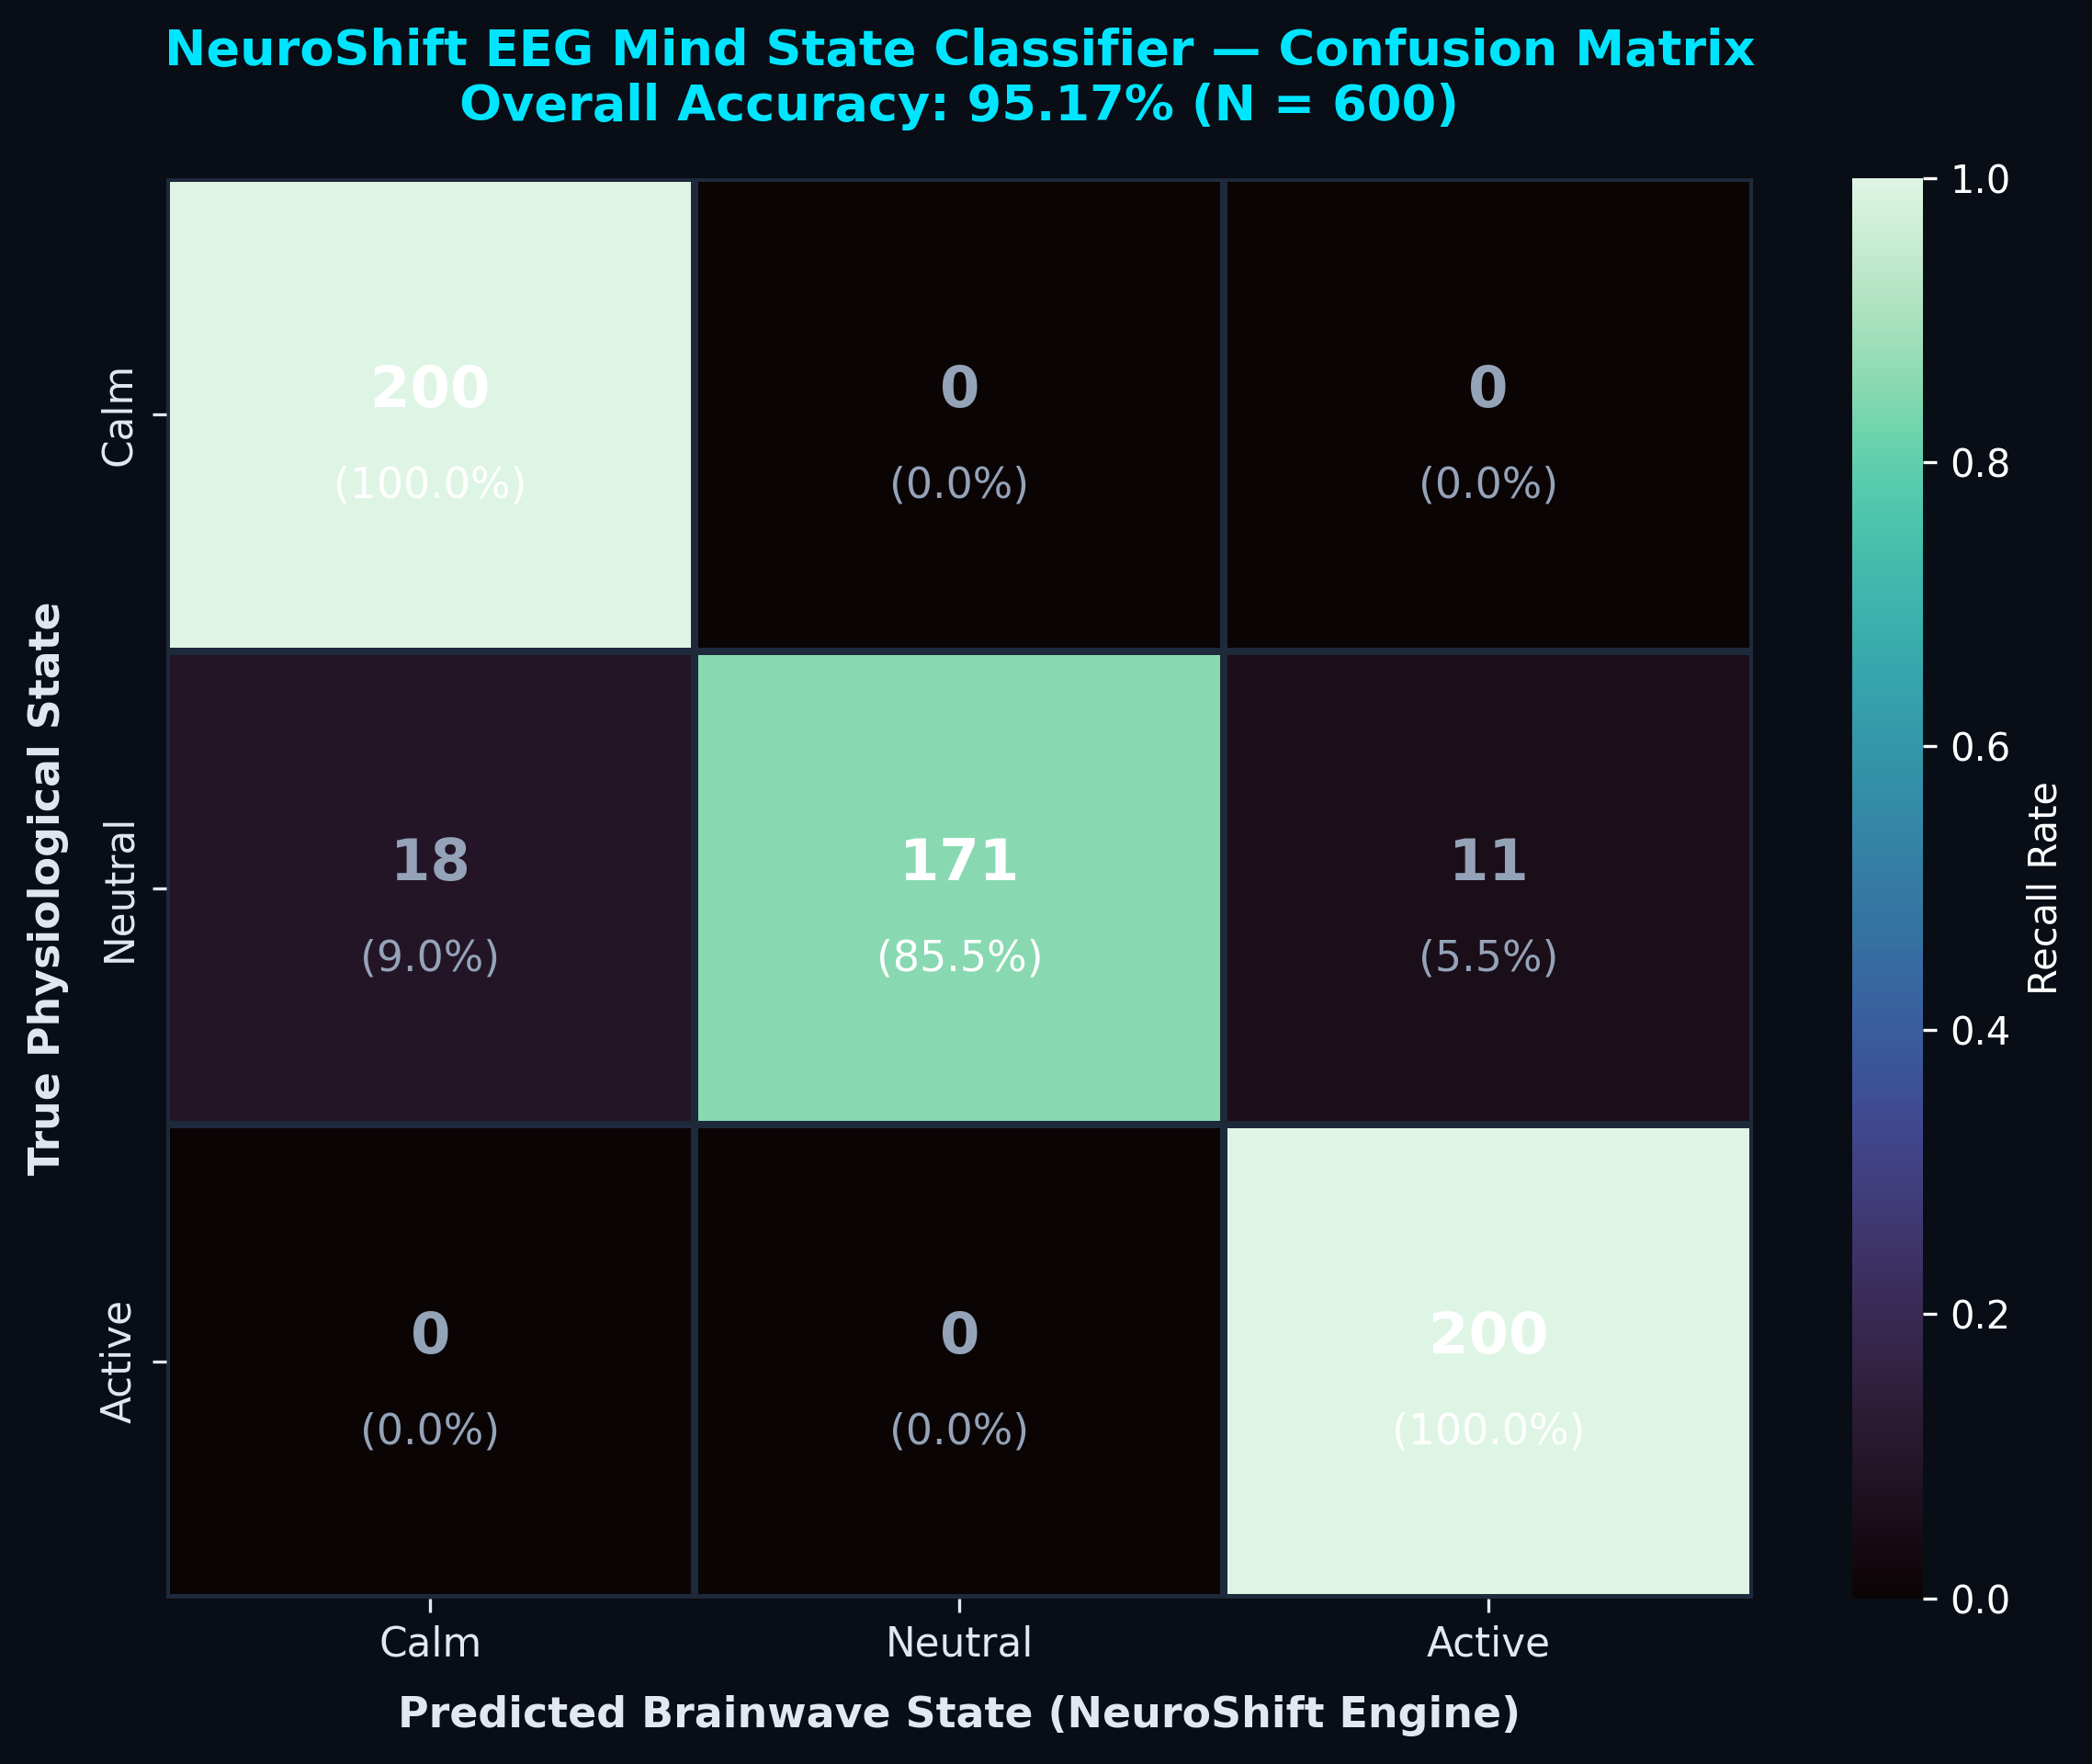 NeuroShift EEG Mind State Classifier — Confusion Matrix
Overall Accuracy: 95.17% (N = 600)
True Physiological State
Calm
200
(100.0%)
0
(0.0%)
0
(0.0%)
Neutral
18
(9.0%)
171
(85.5%)
11
(5.5%)
Active
0
(0.0%)
0
(0.0%)
200
(100.0%)
Calm
Neutral
Active
Predicted Brainwave State (NeuroShift Engine)
1.0
0.8
0.6
0.4
0.2
0.0
Recall Rate